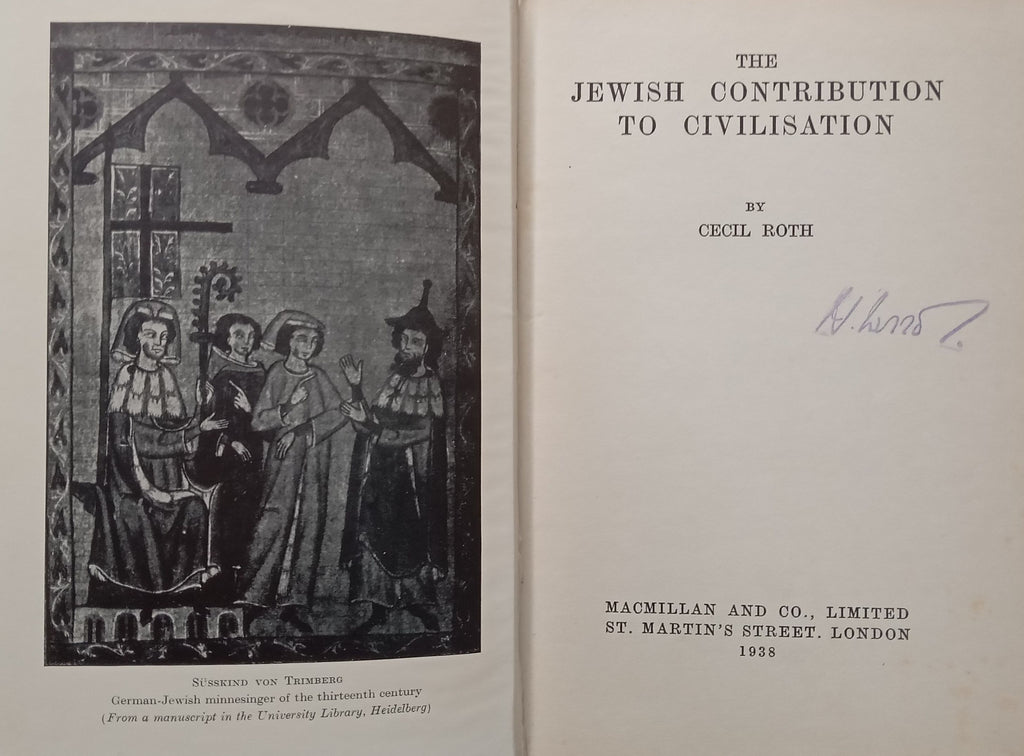 SÜSSKIND VON TRIMBERG
German-Jewish minnesinger of the thirteenth century
(From a manuscript in the University Library, Heidelberg)
THE
JEWISH CONTRIBUTION
TO CIVILISATION
BY
CECIL ROTH
MACMILLAN AND CO., LIMITED
ST. MARTIN'S STREET. LONDON
1938